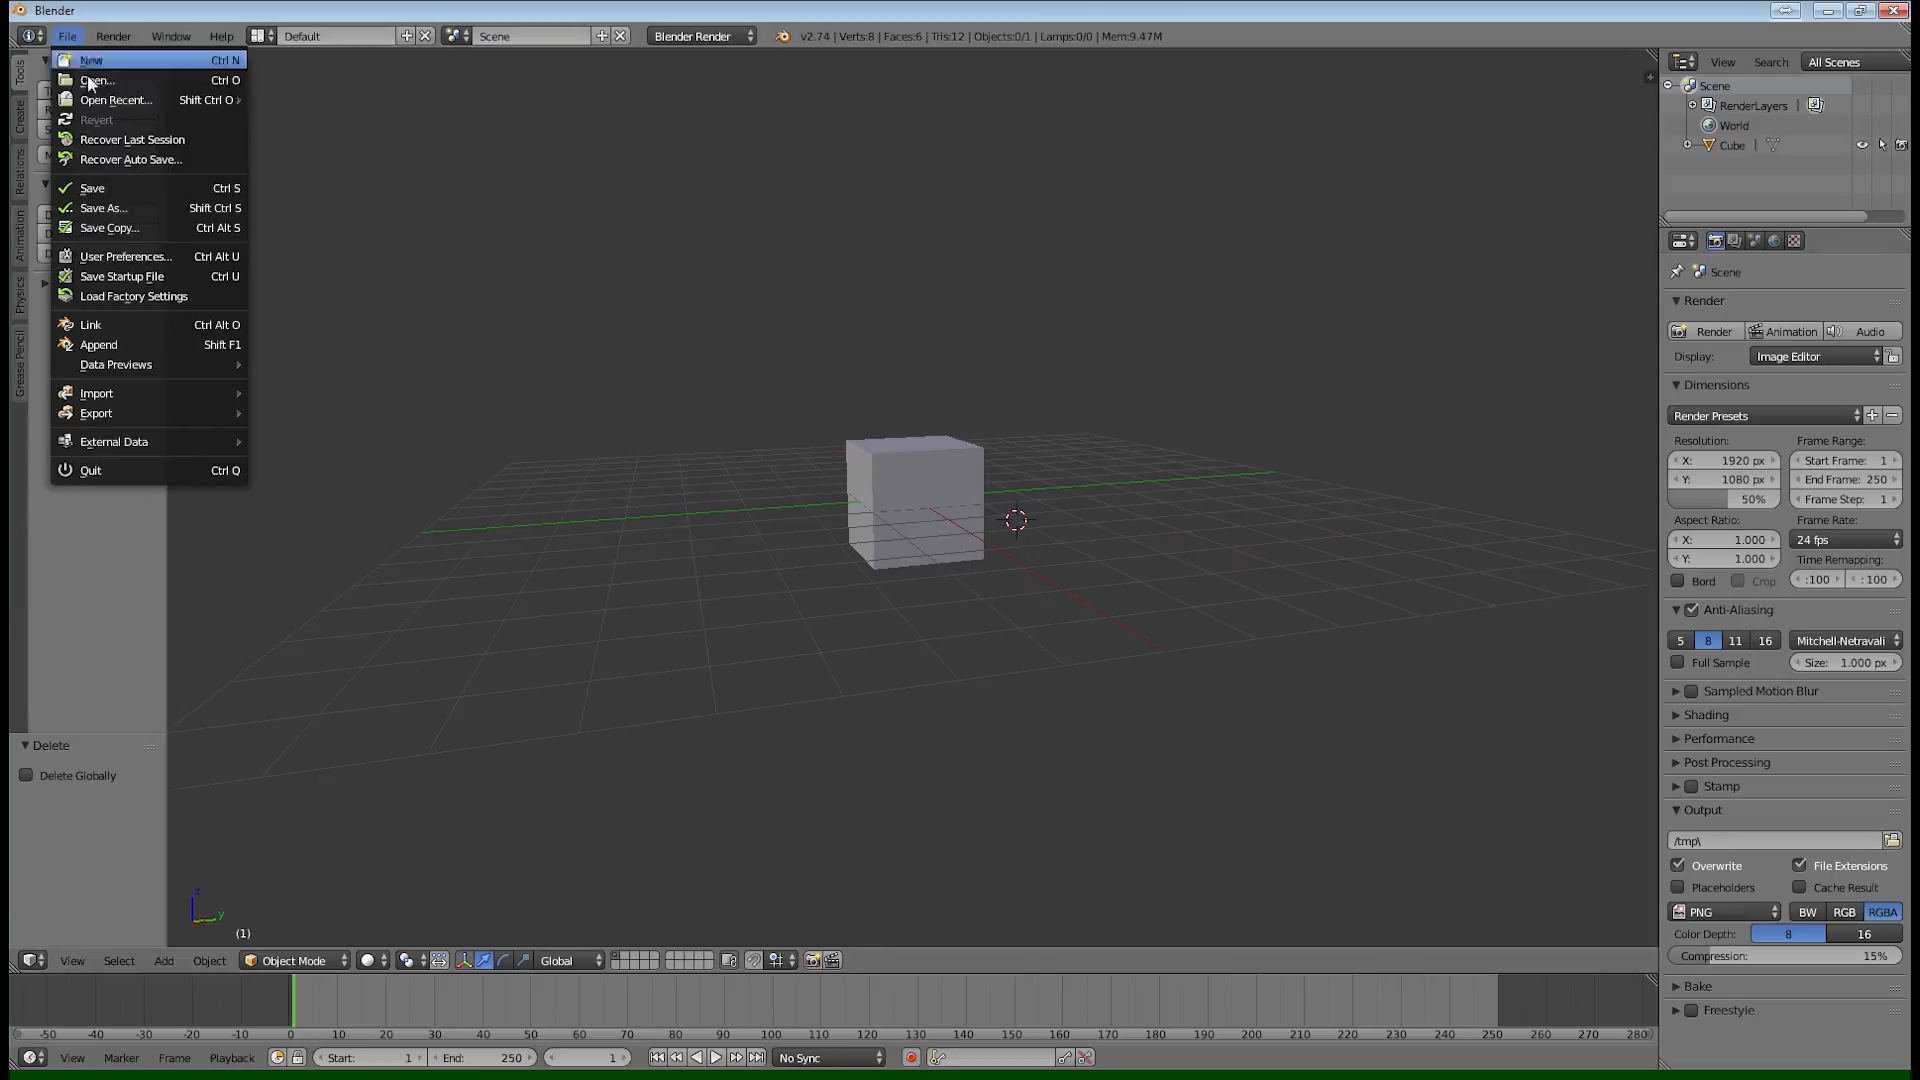 Blender
File Render Window Help Default Scene Blender Render v2.74 | Verts:8 | Faces:6 | Tris:12 | Objects:0/1 | Lamps:0/0 | Mem:9.47M
New Ctrl N
Open... Ctrl O
Open Recent... Shift Ctrl O
Revert
Recover Last Session
Recover Auto Save...
Save Ctrl S
Save As... Shift Ctrl S
Save Copy... Ctrl Alt S
User Preferences... Ctrl Alt U
Save Startup File Ctrl U
Load Factory Settings
Link Ctrl Alt O
Append Shift F1
Data Previews
Import
Export
External Data
Quit Ctrl Q
Tools
Create
Relations
Animation
Physics
Grease Pencil
Delete
Delete Globally
z
y
(1)
View Search All Scenes
Scene
RenderLayers
World
Cube
Scene
Render
Render Animation Audio
Display: Image Editor
Dimensions
Render Presets
Resolution: Frame Range:
X: 1920 px Start Frame: 1
Y: 1080 px End Frame: 250
50% Frame Step: 1
Aspect Ratio: Frame Rate:
X: 1.000 24 fps
Y: 1.000 Time Remapping:
Bord Crop :100 :100
Anti-Aliasing
5 8 11 16 Mitchell-Netravali
Full Sample Size: 1.000 px
Sampled Motion Blur
Shading
Performance
Post Processing
Stamp
Output
/tmp\
Overwrite File Extensions
Placeholders Cache Result
PNG BW RGB RGBA
Color Depth: 8 16
Compression: 15%
Bake
Freestyle
View Select Add Object Object Mode Global
-50 -40 -30 -20 -10 0 10 20 30 40 50 60 70 80 90 100 110 120 130 140 150 160 170 180 190 200 210 220 230 240 250 260 270 280
View Marker Frame Playback Start: 1 End: 250 1 No Sync